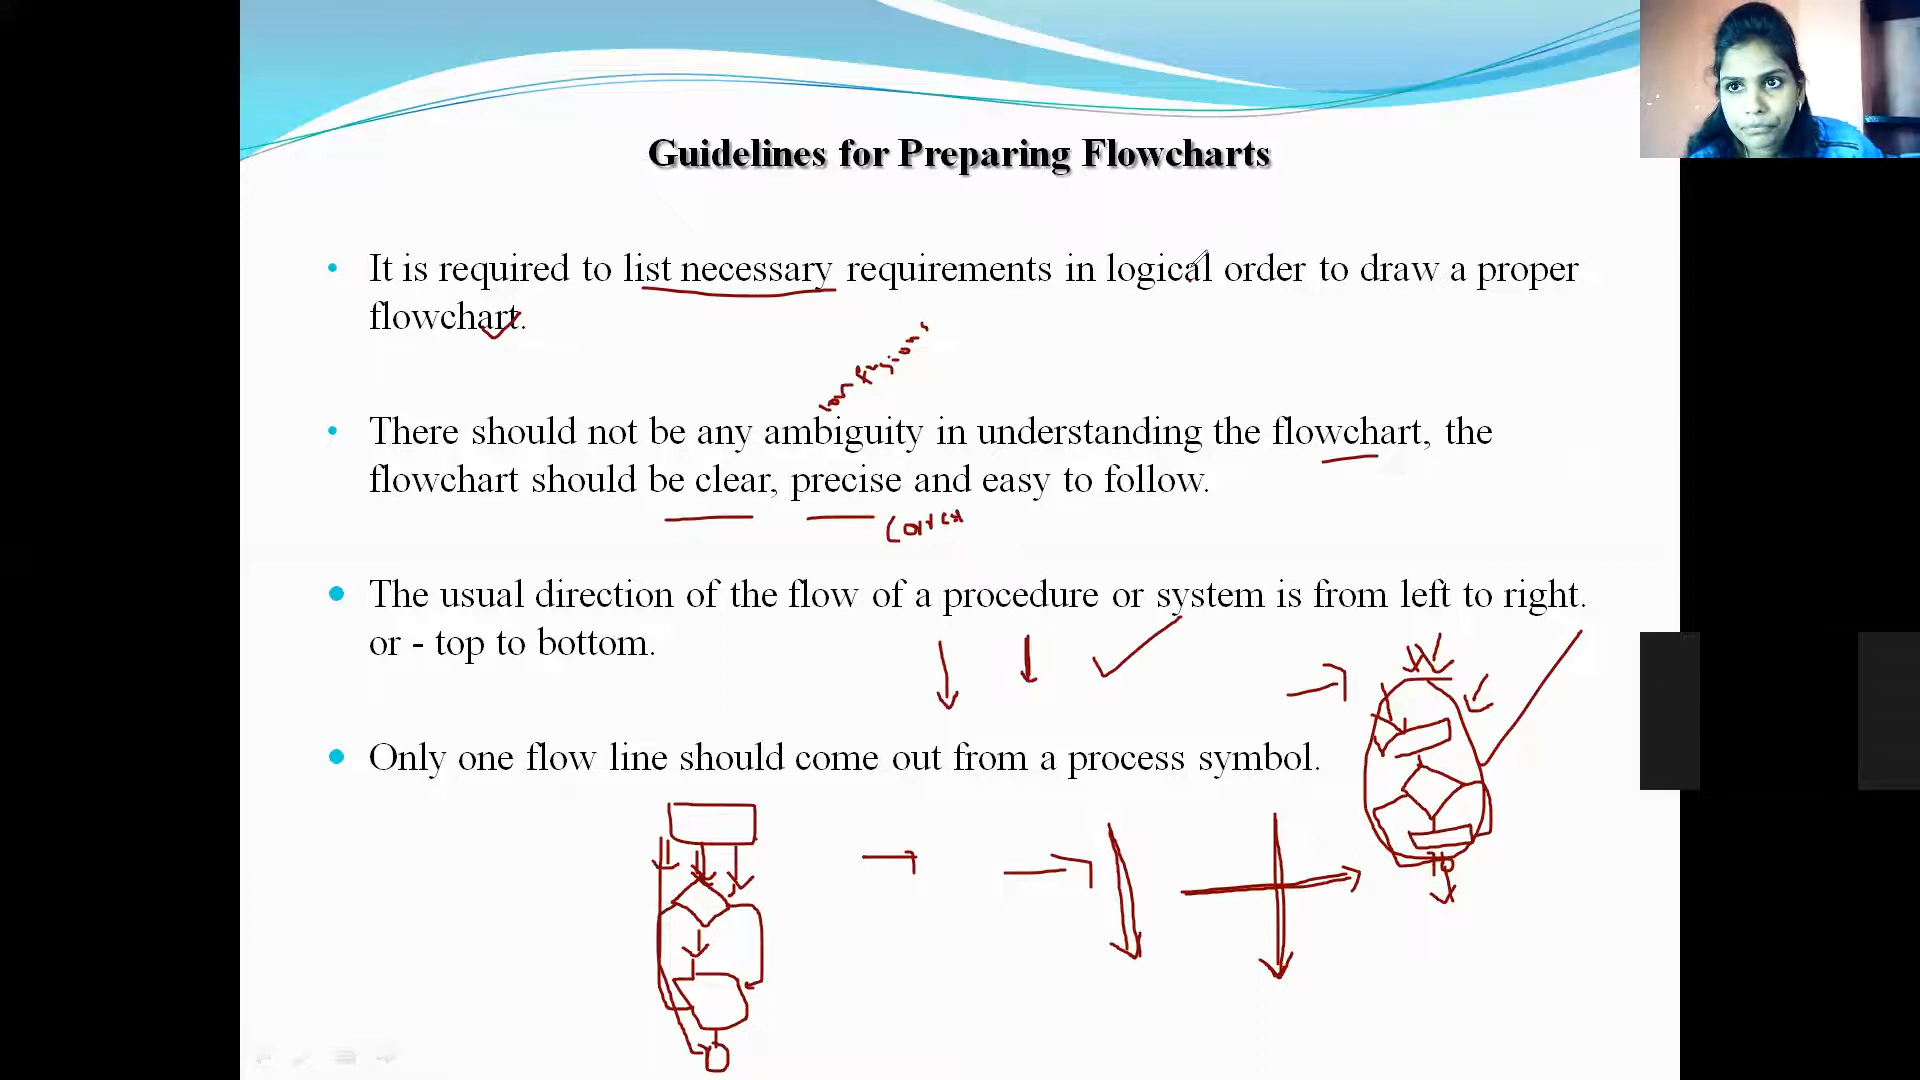 Guidelines for Preparing Flowcharts
• It is required to list necessary requirements in logical order to draw a proper
flowchart.
confusions
• There should not be any ambiguity in understanding the flowchart, the
flowchart should be clear, precise and easy to follow.
• The usual direction of the flow of a procedure or system is from left to right.
or - top to bottom.
• Only one flow line should come out from a process symbol.